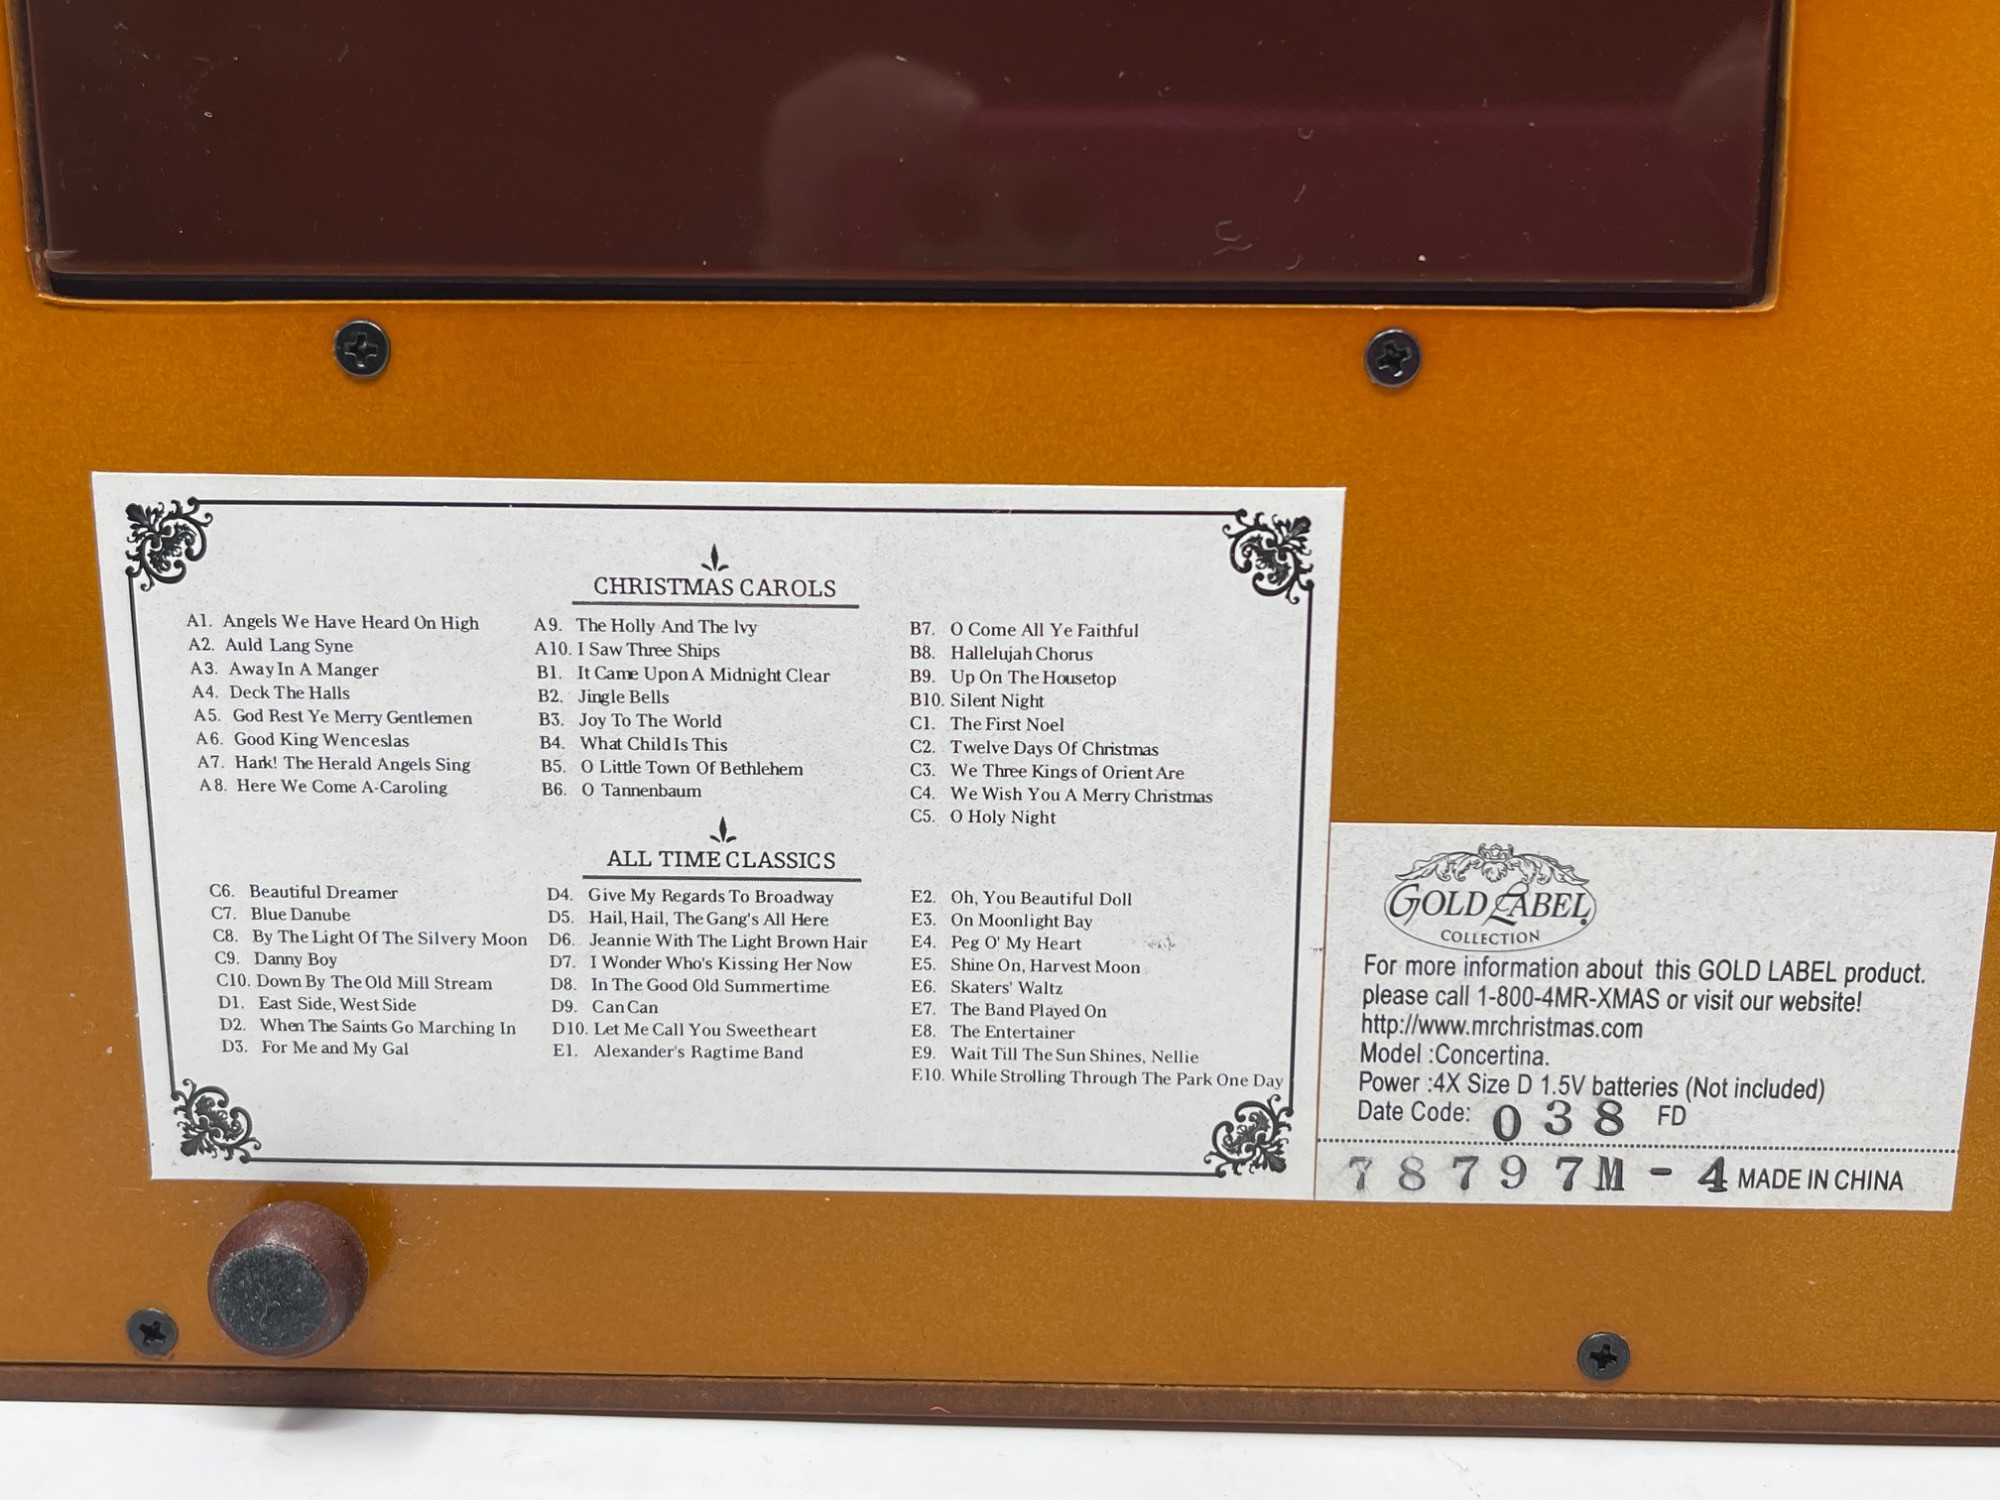 CHRISTMAS CAROLS
A1. Angels We Have Heard On High
A2. Auld Lang Syne
A3. Away In A Manger
A4. Deck The Halls
A5. God Rest Ye Merry Gentlemen
A6. Good King Wenceslas
A7. Hark! The Herald Angels Sing
A8. Here We Come A-Caroling
A9. The Holly And The Ivy
A10. I Saw Three Ships
B1. It Came Upon A Midnight Clear
B2. Jingle Bells
B3. Joy To The World
B4. What Child Is This
B5. O Little Town Of Bethlehem
B6. O Tannenbaum
B7. O Come All Ye Faithful
B8. Hallelujah Chorus
B9. Up On The Housetop
B10. Silent Night
C1. The First Noel
C2. Twelve Days Of Christmas
C3. We Three Kings of Orient Are
C4. We Wish You A Merry Christmas
C5. O Holy Night
ALL TIME CLASSICS
C6. Beautiful Dreamer
C7. Blue Danube
C8. By The Light Of The Silvery Moon
C9. Danny Boy
C10. Down By The Old Mill Stream
D1. East Side, West Side
D2. When The Saints Go Marching In
D3. For Me and My Gal
D4. Give My Regards To Broadway
D5. Hail, Hail, The Gang's All Here
D6. Jeannie With The Light Brown Hair
D7. I Wonder Who's Kissing Her Now
D8. In The Good Old Summertime
D9. Can Can
D10. Let Me Call You Sweetheart
E1. Alexander's Ragtime Band
E2. Oh, You Beautiful Doll
E3. On Moonlight Bay
E4. Peg O' My Heart
E5. Shine On, Harvest Moon
E6. Skaters' Waltz
E7. The Band Played On
E8. The Entertainer
E9. Wait Till The Sun Shines, Nellie
E10. While Strolling Through The Park One Day
GOLD LABEL
COLLECTION
For more information about this GOLD LABEL product.
please call 1-800-4MR-XMAS or visit our website!
http://www.mrchristmas.com
Model :Concertina.
Power :4X Size D 1.5V batteries (Not included)
Date Code: 038 FD
78797M-4 MADE IN CHINA